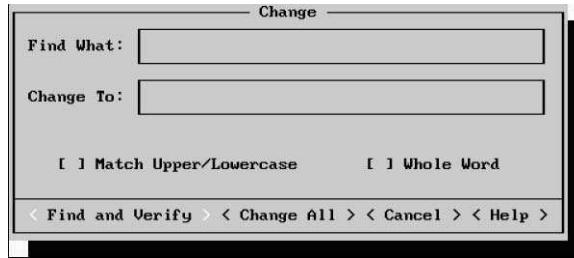 Change
Find What:
Change To:
[ ] Match Upper/Lowercase [ ] Whole Word
< Find and Verify > < Change All > < Cancel > < Help >